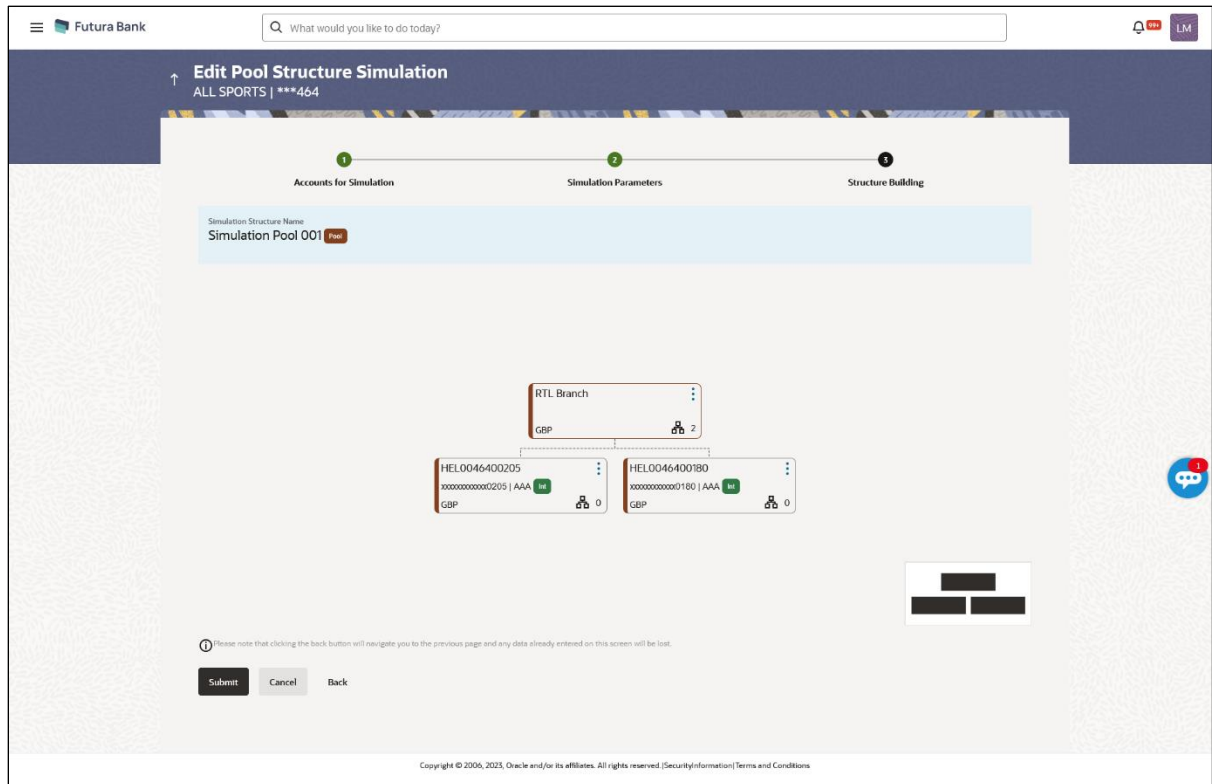 Futura Bank
What would you like to do today?
99+
LM
Edit Pool Structure Simulation
ALL SPORTS | ***464
1
2
3
Accounts for Simulation
Simulation Parameters
Structure Building
Simulation Structure Name
Simulation Pool 001 Pool
RTL Branch
GBP 2
HEL0046400205
xxxxxxxxxxxx0205 | AAA Int
GBP 0
HEL0046400180
xxxxxxxxxxxx0180 | AAA Int
GBP 0
1
Please note that clicking the back button will navigate you to the previous page and any data already entered on this screen will be lost.
Submit
Cancel
Back
Copyright © 2006, 2023, Oracle and/or its affiliates. All rights reserved.|SecurityInformation|Terms and Conditions